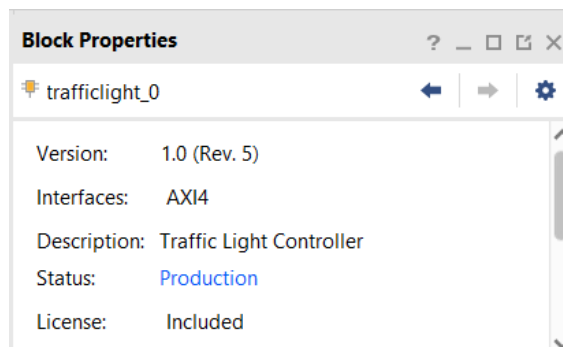 Block Properties ?
trafficlight_0
Version: 1.0 (Rev. 5)
Interfaces: AXI4
Description: Traffic Light Controller
Status: Production
License: Included